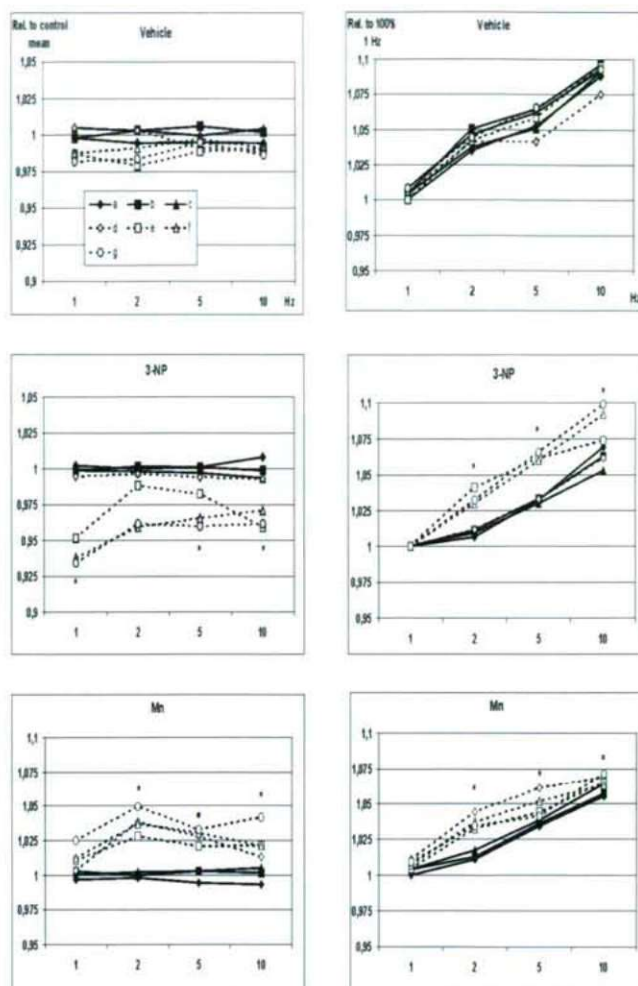 Rel. to control mean
Vehicle
1,05
1,025
1
0,975
0,95
0,925
0,9
a b c
d e f
g
1 2 5 10 Hz
Rel. to 100% 1 Hz
Vehicle
1,1
1,075
1,05
1,025
1
0,975
0,95
1 2 5 10 Hz
3-NP
1,05
1,025
1
0,975
0,95
0,925
0,9
* * *
1 2 5 10
3-NP
1,1
1,075
1,05
1,025
1
0,975
0,95
* * *
1 2 5 10
Mn
1,1
1,075
1,05
1,025
1
0,975
0,95
* * *
1 2 5 10
Mn
1,1
1,075
1,05
1,025
1
0,975
0,95
* * *
1 2 5 10